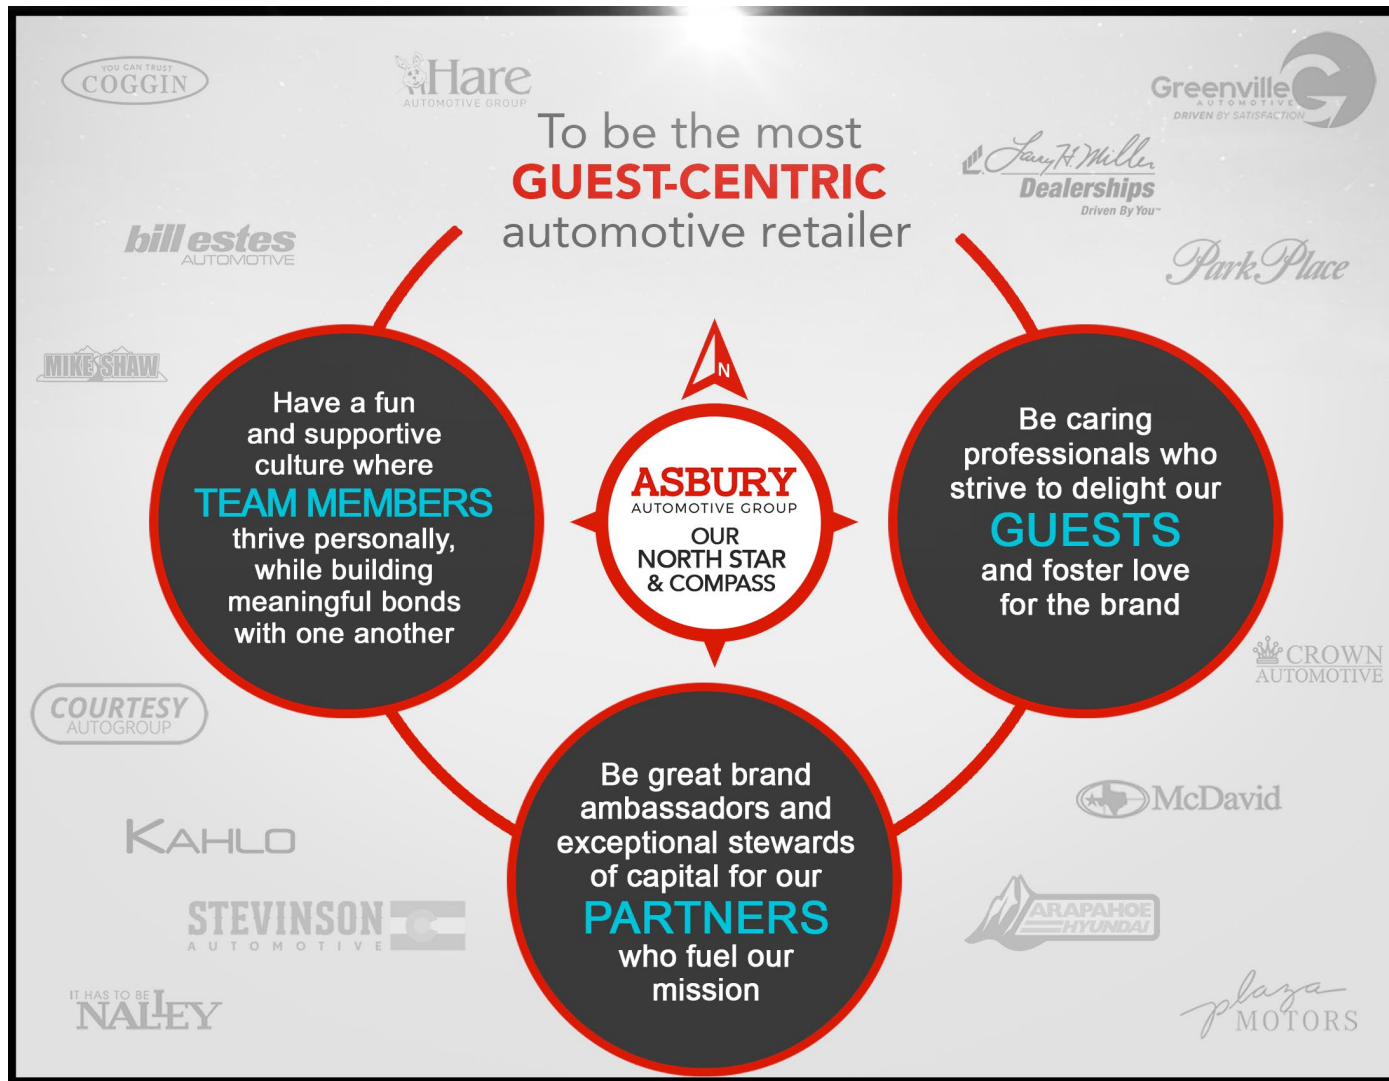 YOU CAN TRUST
COGGIN
Hare
AUTOMOTIVE GROUP
Greenville
AUTOMOTIVE
DRIVEN BY SATISFACTION
To be the most
GUEST-CENTRIC
automotive retailer
Larry H. Miller
Dealerships
Driven By You
bill estes
AUTOMOTIVE
Park Place
MIKE SHAW
N
Have a fun
and supportive
culture where
TEAM MEMBERS
thrive personally,
while building
meaningful bonds
with one another
ASBURY
AUTOMOTIVE GROUP
OUR
NORTH STAR
& COMPASS
Be caring
professionals who
strive to delight our
GUESTS
and foster love
for the brand
CROWN
AUTOMOTIVE
COURTESY
AUTOGROUP
Be great brand
ambassadors and
exceptional stewards
of capital for our
PARTNERS
who fuel our
mission
McDavid
KAHLO
STEVINSON
AUTOMOTIVE
ARAPAHOE
HYUNDAI
IT HAS TO BE
NALLEY
plaza
MOTORS